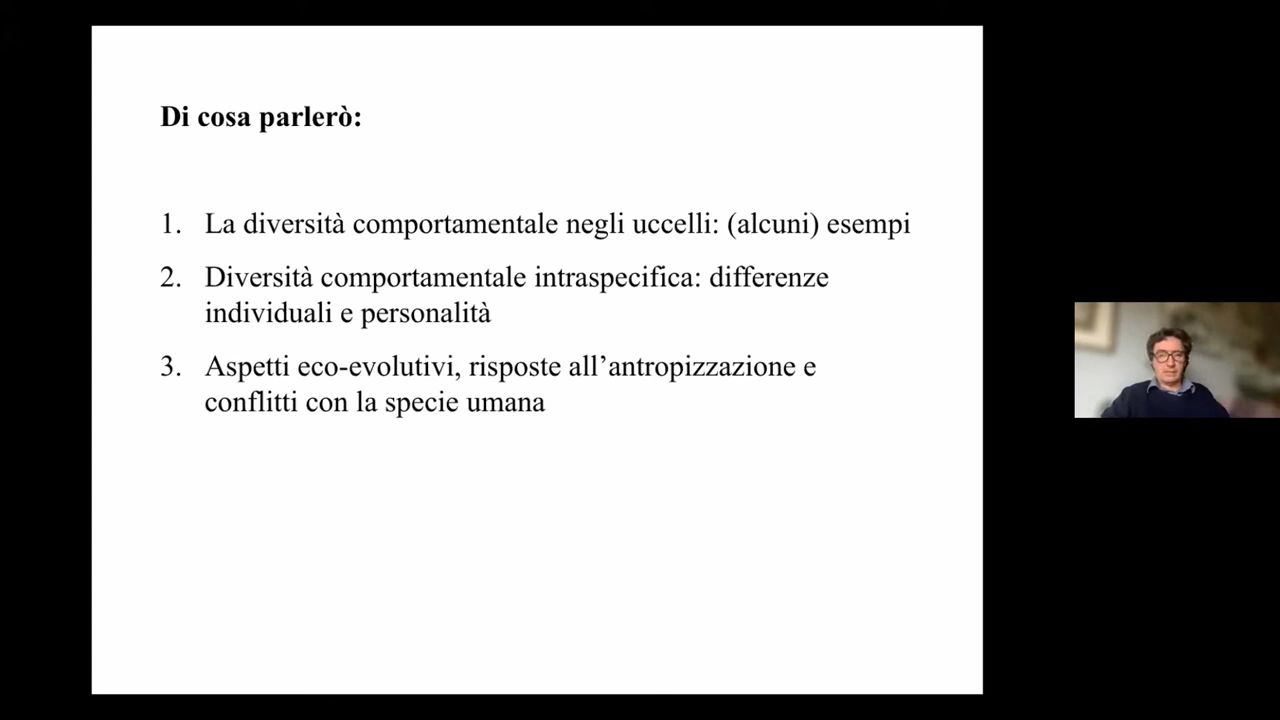 Di cosa parlerò:
1. La diversità comportamentale negli uccelli: (alcuni) esempi
2. Diversità comportamentale intraspecifica: differenze
individuali e personalità
3. Aspetti eco-evolutivi, risposte all’antropizzazione e
conflitti con la specie umana